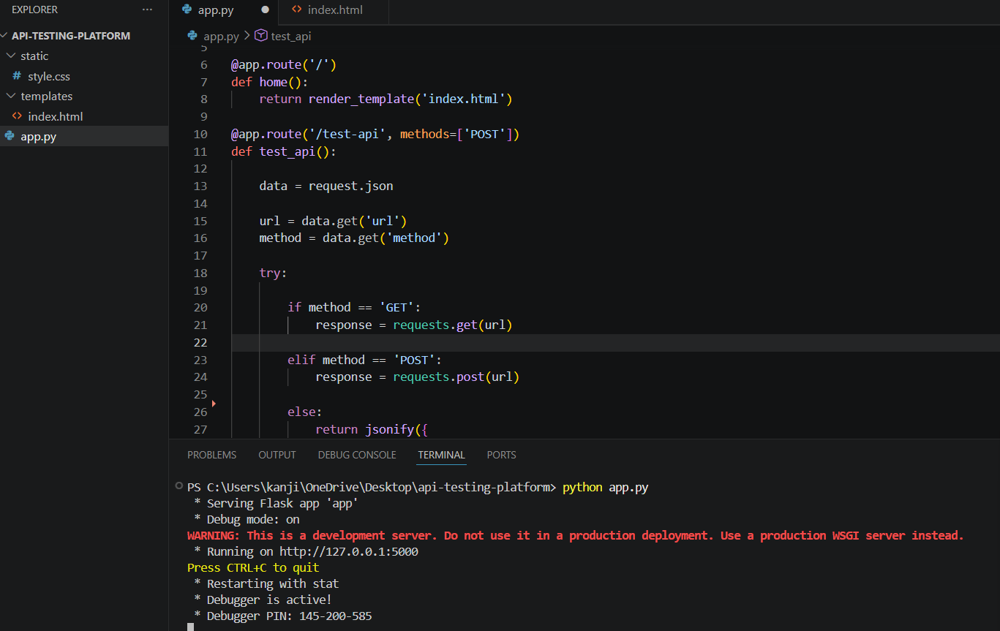 EXPLORER
···
app.py
index.html
API-TESTING-PLATFORM
static
# style.css
templates
index.html
app.py
app.py > test_api
5
6 @app.route('/')
7 def home():
8     return render_template('index.html')
9
10 @app.route('/test-api', methods=['POST'])
11 def test_api():
12
13     data = request.json
14
15     url = data.get('url')
16     method = data.get('method')
17
18     try:
19
20         if method == 'GET':
21             response = requests.get(url)
22
23         elif method == 'POST':
24             response = requests.post(url)
25
26         else:
27             return jsonify({
PROBLEMS OUTPUT DEBUG CONSOLE TERMINAL PORTS
PS C:\Users\kanji\OneDrive\Desktop\api-testing-platform> python app.py
 * Serving Flask app 'app'
 * Debug mode: on
WARNING: This is a development server. Do not use it in a production deployment. Use a production WSGI server instead.
 * Running on http://127.0.0.1:5000
Press CTRL+C to quit
 * Restarting with stat
 * Debugger is active!
 * Debugger PIN: 145-200-585